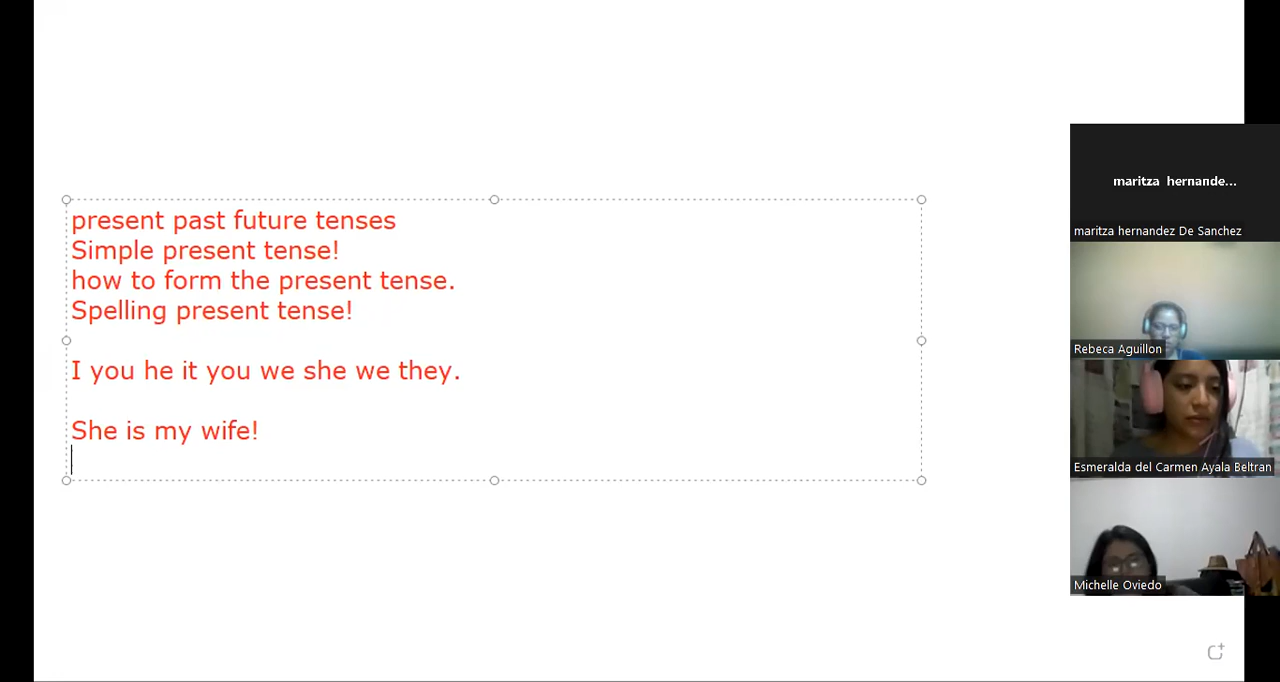 present past future tenses
Simple present tense!
how to form the present tense.
Spelling present tense!
I you he it you we she we they.
She is my wife!
maritza hernande...
maritza hernandez De Sanchez
Rebeca Aguillon
Esmeralda del Carmen Ayala Beltran
Michelle Oviedo